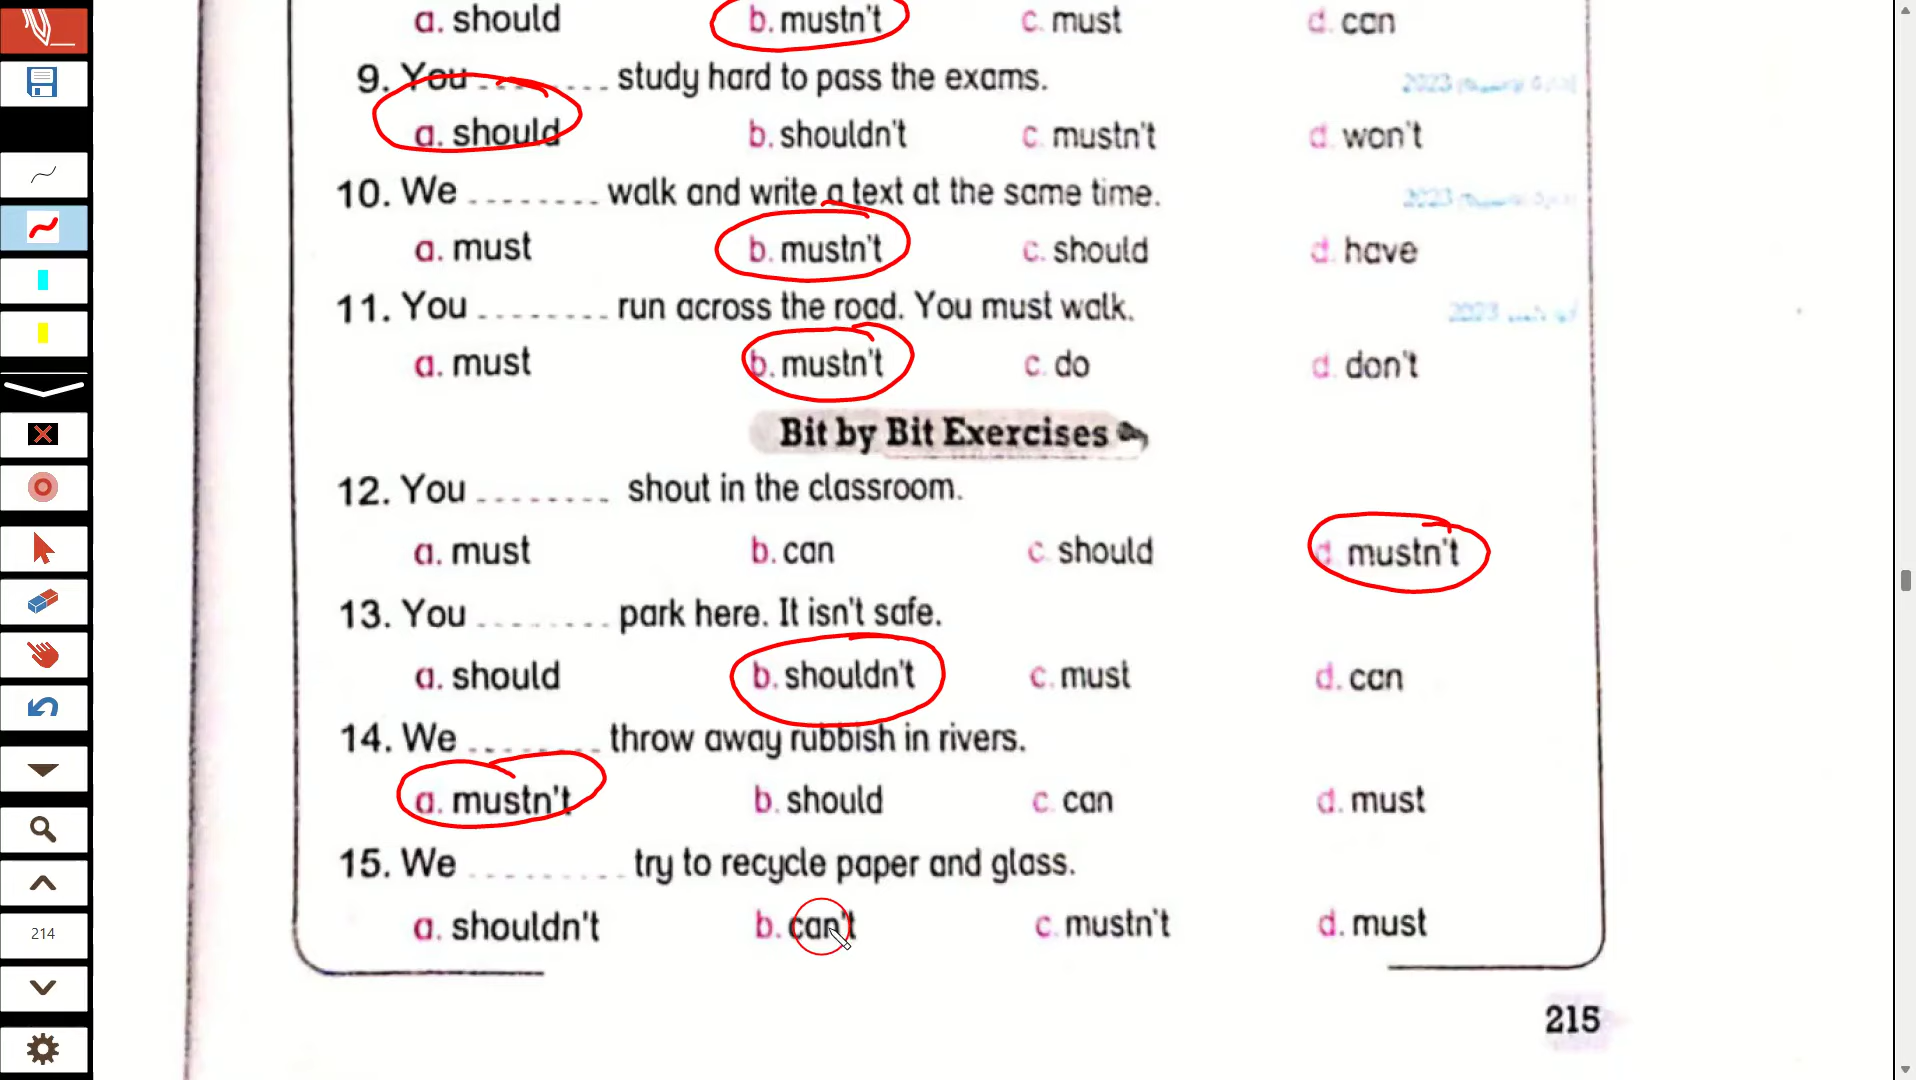 a. should b. mustn't c. must d. can
9. You ........ study hard to pass the exams. 2023
a. should b. shouldn't c. mustn't d. won't
10. We ........ walk and write a text at the same time. 2023
a. must b. mustn't c. should d. have
11. You ........ run across the road. You must walk. 2023
a. must b. mustn't c. do d. don't
Bit by Bit Exercises
12. You ........ shout in the classroom.
a. must b. can c. should d. mustn't
13. You ........ park here. It isn't safe.
a. should b. shouldn't c. must d. can
14. We ........ throw away rubbish in rivers.
a. mustn't b. should c. can d. must
15. We ......... try to recycle paper and glass.
a. shouldn't b. can't c. mustn't d. must
214
215